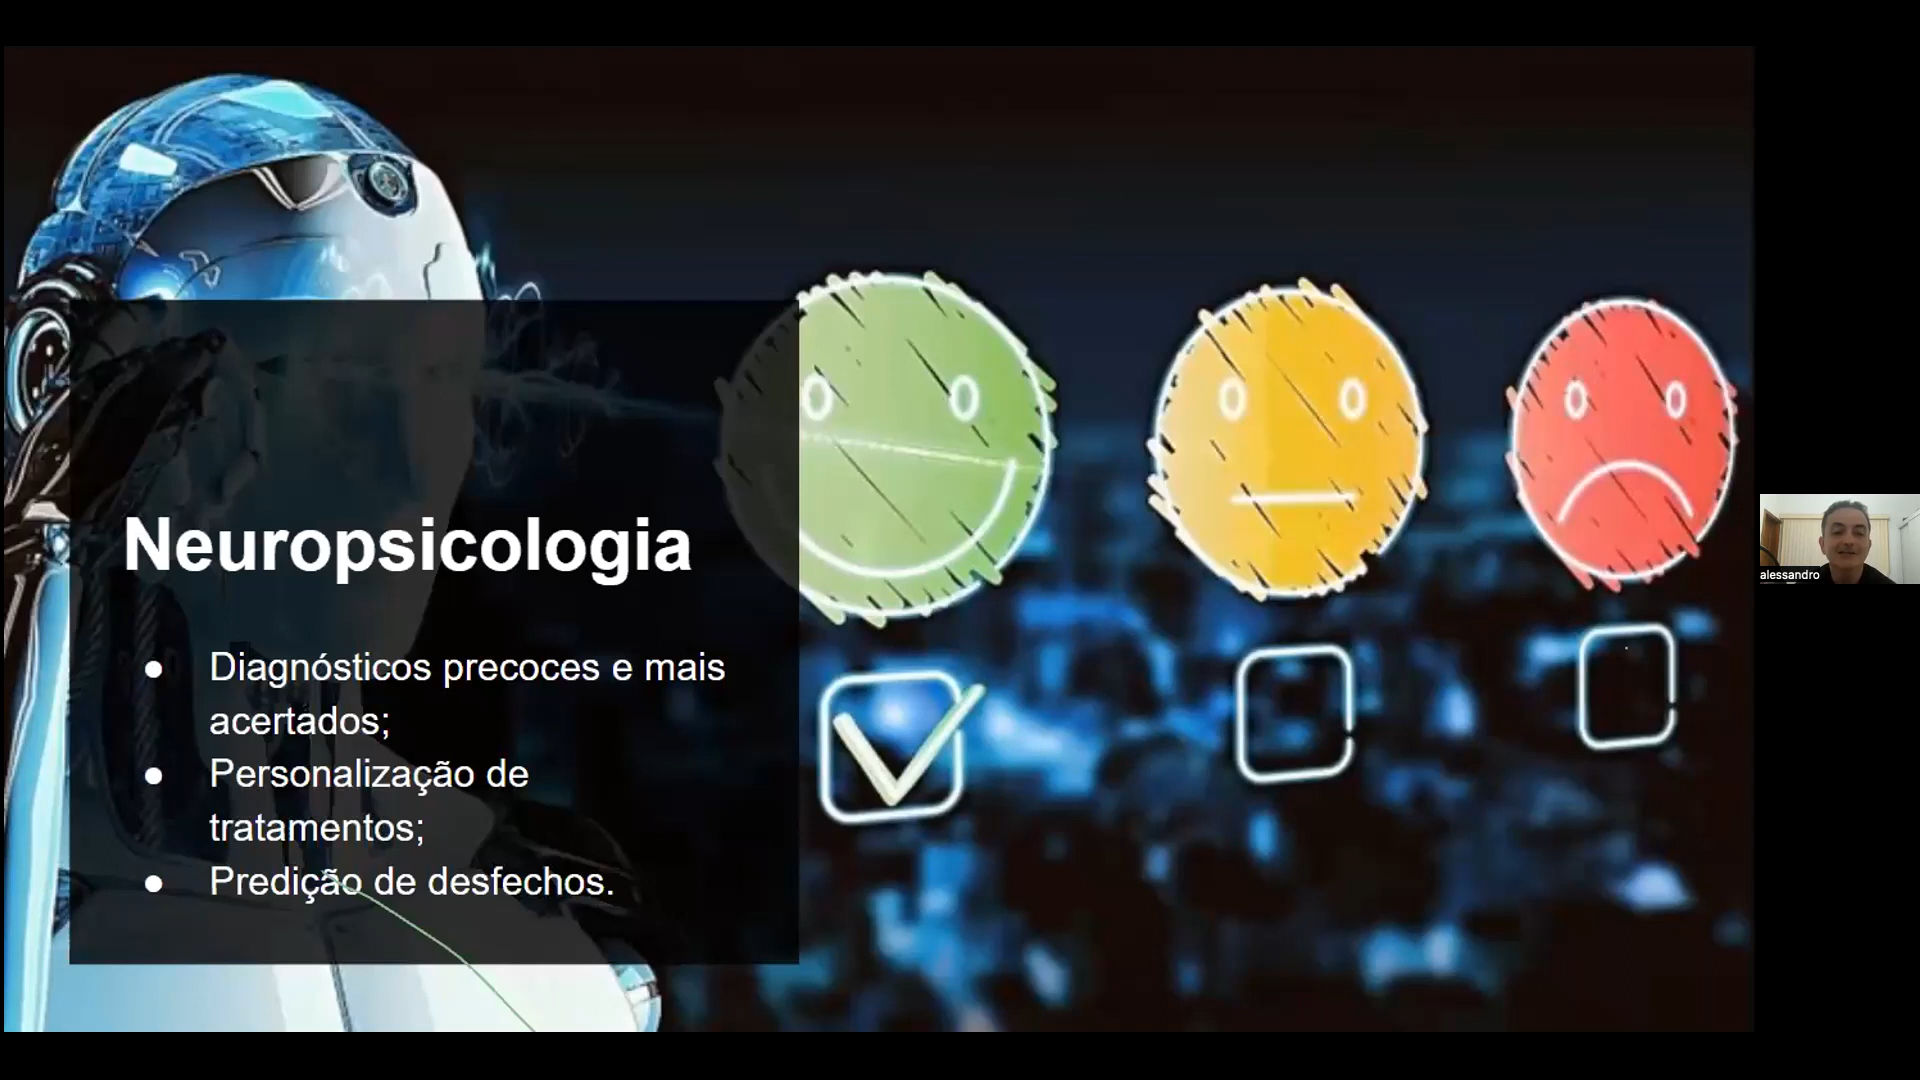 Neuropsicologia
● Diagnósticos precoces e mais
acertados;
● Personalização de
tratamentos;
● Predição de desfechos.
alessandro